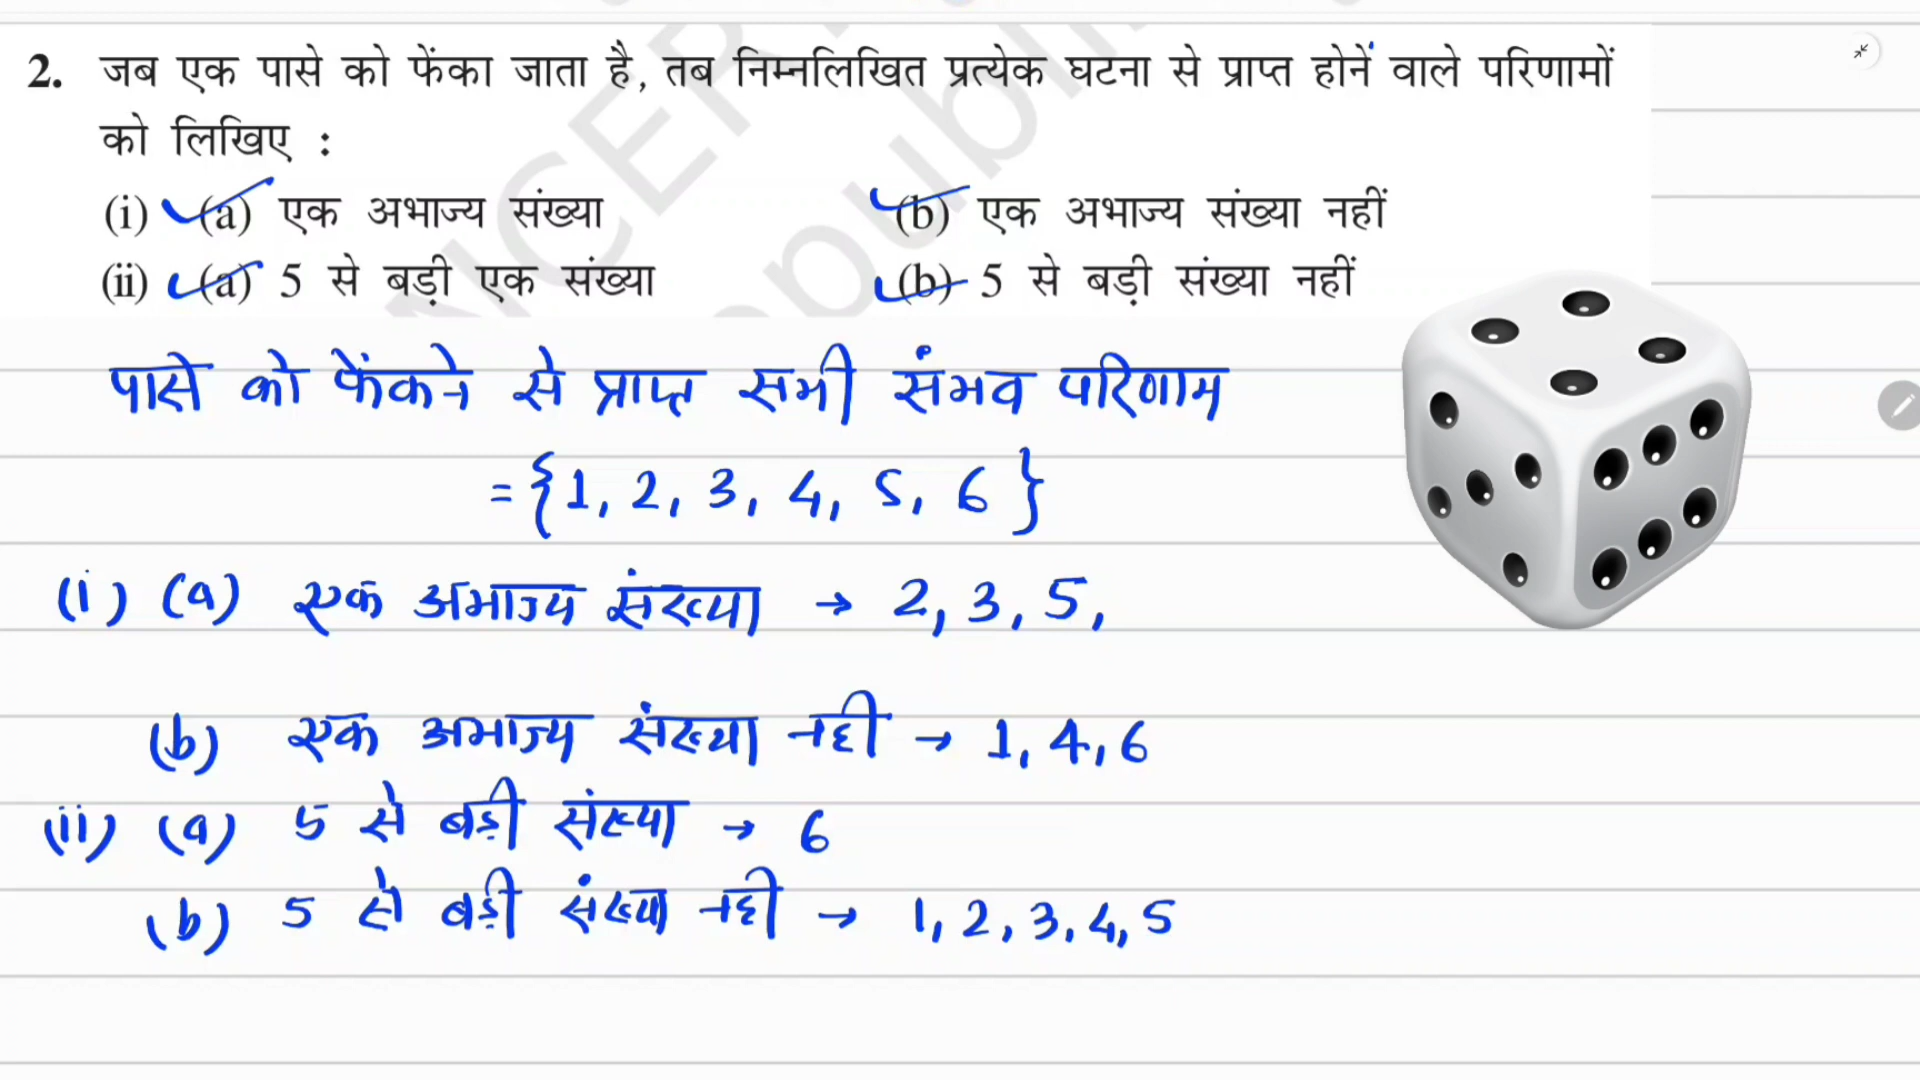 2. जब एक पासे को फेंका जाता है, तब निम्नलिखित प्रत्येक घटना से प्राप्त होनें वाले परिणामों
को लिखिए :
(i) (a) एक अभाज्य संख्या (b) एक अभाज्य संख्या नहीं
(ii) (a) 5 से बड़ी एक संख्या (b) 5 से बड़ी संख्या नहीं
पासे को फेंकने से प्राप्त सभी संभव परिणाम
= {1, 2, 3, 4, 5, 6}
(i) (a) एक अभाज्य संख्या → 2, 3, 5,
(b) एक अभाज्य संख्या नही → 1, 4, 6
(ii) (a) 5 से बड़ी संख्या → 6
(b) 5 से बड़ी संख्या नही → 1, 2, 3, 4, 5